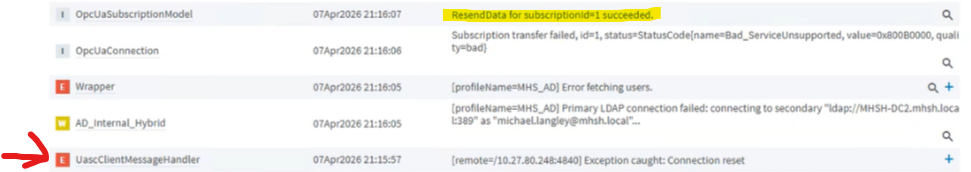 I OpcUaSubscriptionModel 07Apr2026 21:16:07 ResendData for subscriptionId=1 succeeded.
I OpcUaConnection 07Apr2026 21:16:06 Subscription transfer failed, id=1, status=StatusCode{name=Bad_ServiceUnsupported, value=0x800B0000, quali
ty=bad}
E Wrapper 07Apr2026 21:16:05 [profileName=MHS_AD] Error fetching users.
W AD_Internal_Hybrid 07Apr2026 21:16:05 [profileName=MHS_AD] Primary LDAP connection failed: connecting to secondary "ldap://MHSH-DC2.mhsh.loca
l:389" as "michael.langley@mhsh.local"...
E UascClientMessageHandler 07Apr2026 21:15:57 [remote=/10.27.80.248:4840] Exception caught: Connection reset